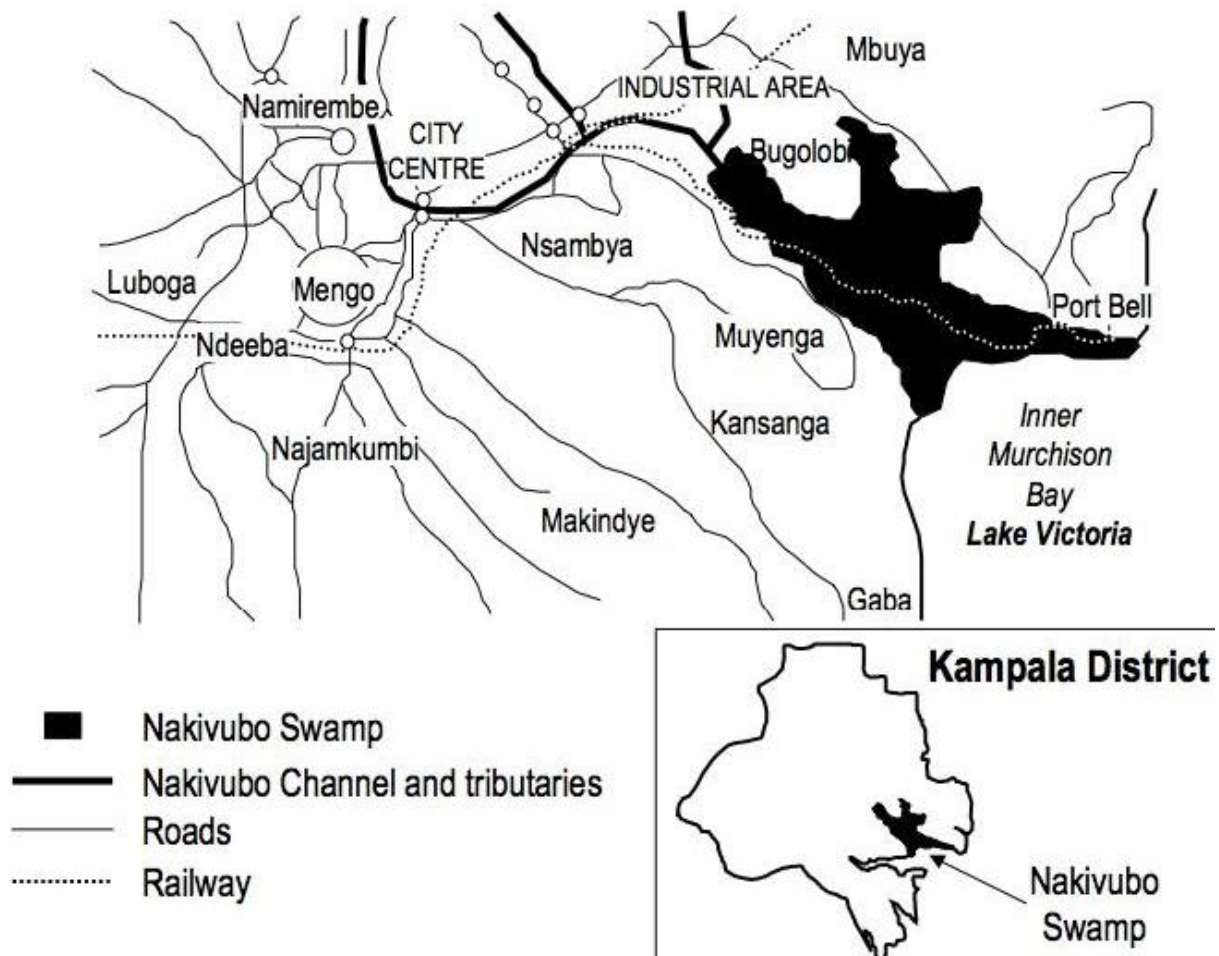 Mbuya
INDUSTRIAL AREA
Namirembe
CITY
CENTRE
Bugolobi
Nsambya
Luboga
Mengo
Port Bell
Ndeeba
Muyenga
Kansanga
Najamkumbi
Inner
Murchison
Bay
Lake Victoria
Makindye
Gaba
Kampala District
Nakivubo
Swamp
Nakivubo Swamp
Nakivubo Channel and tributaries
Roads
Railway